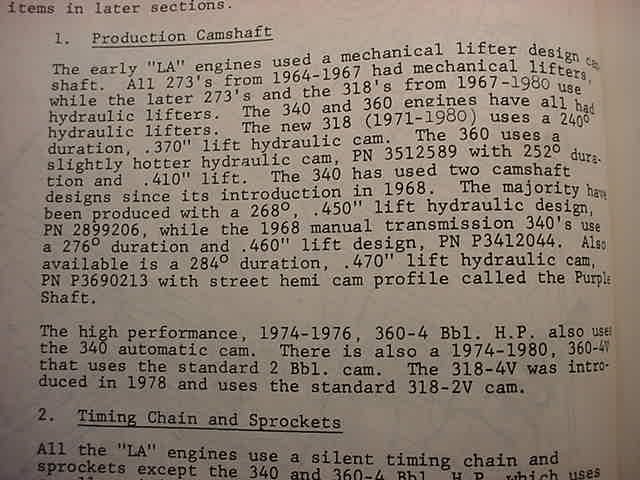 items in later sections.
1. Production Camshaft
The early "LA" engines used a mechanical lifter design cam-
shaft. All 273's from 1964-1967 had mechanical lifters,
while the later 273's and the 318's from 1967-1980 use
hydraulic lifters. The 340 and 360 engines have all had
hydraulic lifters. The new 318 (1971-1980) uses a 240°
duration, .370" lift hydraulic cam. The 360 uses a
slightly hotter hydraulic cam, PN 3512589 with 252° dura-
tion and .410" lift. The 340 has used two camshaft
designs since its introduction in 1968. The majority have
been produced with a 268°, .450" lift hydraulic design,
PN 2899206, while the 1968 manual transmission 340's use
a 276° duration and .460" lift design, PN P3412044. Also
available is a 284° duration, .470" lift hydraulic cam,
PN P3690213 with street hemi cam profile called the Purple
Shaft.
The high performance, 1974-1976, 360-4 Bbl. H.P. also uses
the 340 automatic cam. There is also a 1974-1980, 360-4V
that uses the standard 2 Bbl. cam. The 318-4V was intro-
duced in 1978 and uses the standard 318-2V cam.
2. Timing Chain and Sprockets
All the "LA" engines use a silent timing chain and
sprockets except the 340 and 360-4 Bbl. H.P. which uses